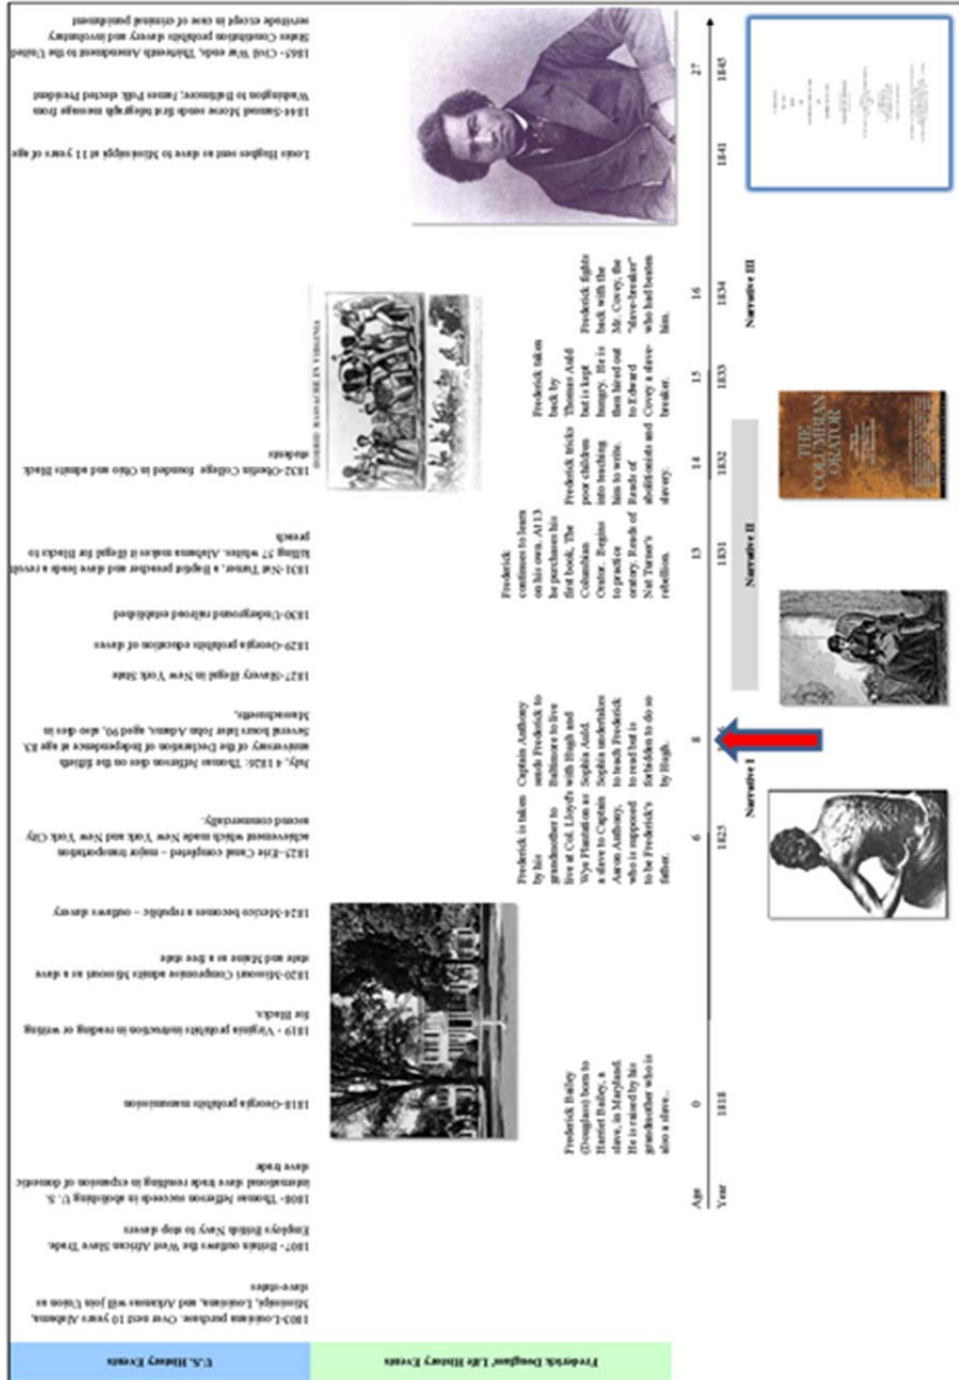 U.S. History Events
1803-Louisiana purchase. Over next 10 years Alabama,
Mississippi, Louisiana, and Arkansas will join Union as
slave-states
1807- Britain outlaws the West African Slave Trade.
Employs British Navy to stop slavers
1808- Thomas Jefferson succeeds in abolishing U. S.
international slave trade resulting in expansion of domestic
slave trade
1818-Georgia prohibits manumission
1819 - Virginia prohibits instruction in reading or writing
for Blacks.
1820-Missouri Compromise admits Missouri as a slave
state and Maine as a free state
1824-Mexico becomes a republic – outlaws slavery
1825-Erie Canal completed – major transportation
achievement which made New York and New York City
ascend commercially.
July, 4 1826: Thomas Jefferson dies on the fiftieth
anniversary of the Declaration of Independence at age 83.
Several hours later John Adams, aged 90, also dies in
Massachusetts.
1827-Slavery illegal in New York State
1829-Georgia prohibits education of slaves
1830-Underground railroad established
1831-Nat Turner, a Baptist preacher and slave leads a revolt
killing 57 whites. Alabama makes it illegal for Blacks to
preach
1832-Oberlin College founded in Ohio and admits Black
students
Louis Hughes sent as slave to Mississippi at 11 years of age
1844-Samuel Morse sends first telegraph message from
Washington to Baltimore; James Polk elected President
1865- Civil War ends, Thirteenth Amendment to the United
States Constitution prohibits slavery and involuntary
servitude except in case of criminal punishment
Frederick Douglass' Life History Events
HORRID MASSACRE IN VIRGINIA
Frederick Bailey
(Douglass) born to
Harriet Bailey, a
slave, in Maryland.
He is raised by his
grandmother who is
also a slave..
Frederick is taken
by his
grandmother to
live at Col. Lloyd's
Wye Plantation as
a slave to Captain
Aaron Anthony,
who is supposed
to be Frederick's
father.
Captain Anthony
sends Frederick to
Baltimore to live
with Hugh and
Sophia Auld.
Sophia undertakes
to teach Frederick
to read but is
forbidden to do so
by Hugh.
Frederick
continues to learn
on his own. At 13
he purchases his
first book, The
Columbian
Orator. Begins
to practice
oratory. Reads of
Nat Turner's
rebellion.
Frederick tricks
poor children
into teaching
him to write.
Reads of
abolitionists and
slavery.
Frederick taken
back by
Thomas Auld
but is kept
hungry. He is
then hired out
to Edward
Covey a slave-
breaker.
Frederick fights
back with the
Mr. Covey, the
"slave-breaker"
who had beaten
him.
Age 0 6 8 13 14 15 16 27
Year 1818 1825 1831 1832 1833 1834 1841 1845
Narrative I
Narrative II
Narrative III
THE
COLUMBIAN
ORATOR